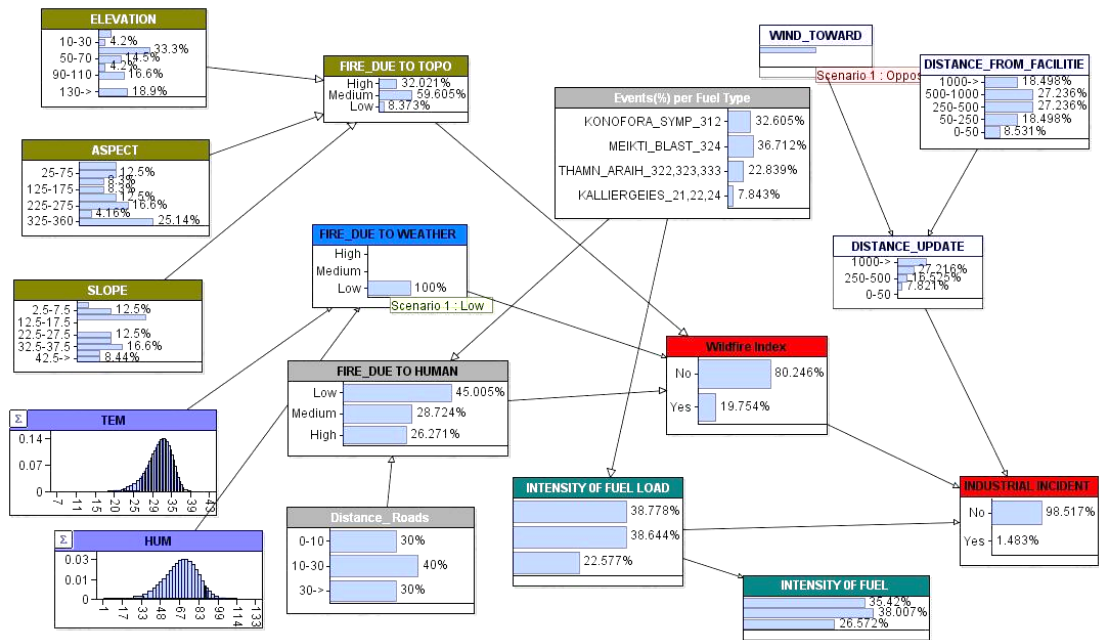 ELEVATION
10-30
4.2%
33.3%
50-70
14.5%
4.2%
90-110
16.6%
130->
18.9%
FIRE_DUE TO TOPO
High
32.021%
Medium
59.605%
Low
8.373%
WIND_TOWARD
Scenario 1 : Oppos
DISTANCE_FROM_FACILITIE
1000->
18.498%
500-1000
27.236%
250-500
27.236%
50-250
18.498%
0-50
8.531%
Events(%) per Fuel Type
KONOFORA_SYMP_312
32.605%
MEIKTI_BLAST_324
36.712%
THAMN_ARAIH_322,323,333
22.839%
KALLIERGEIES_21,22,24
7.843%
ASPECT
12.5%
25-75
8.3%
125-175
8.3%
12.5%
225-275
16.6%
4.16%
325-360
25.14%
FIRE_DUE TO WEATHER
High
Medium
Low
100%
Scenario 1 : Low
DISTANCE_UPDATE
1000->
27.216%
250-500
16.525%
7.821%
0-50
SLOPE
2.5-7.5
12.5%
12.5-17.5
22.5-27.5
12.5%
32.5-37.5
16.6%
42.5->
8.44%
FIRE_DUE TO HUMAN
Low
45.005%
Medium
28.724%
High
26.271%
Wildfire Index
No
80.246%
Yes
19.754%
Σ
TEM
0.14
0.07
0
7 11 15 20 25 29 31 35 39 43
Σ
HUM
0.03
0.01
0
1 17 33 48 67 83 99 114 133
Distance_ Roads
0-10
30%
10-30
40%
30->
30%
INTENSITY OF FUEL LOAD
38.778%
38.644%
22.577%
INDUSTRIAL INCIDENT
No
98.517%
Yes
1.483%
INTENSITY OF FUEL
35.42%
38.007%
26.572%